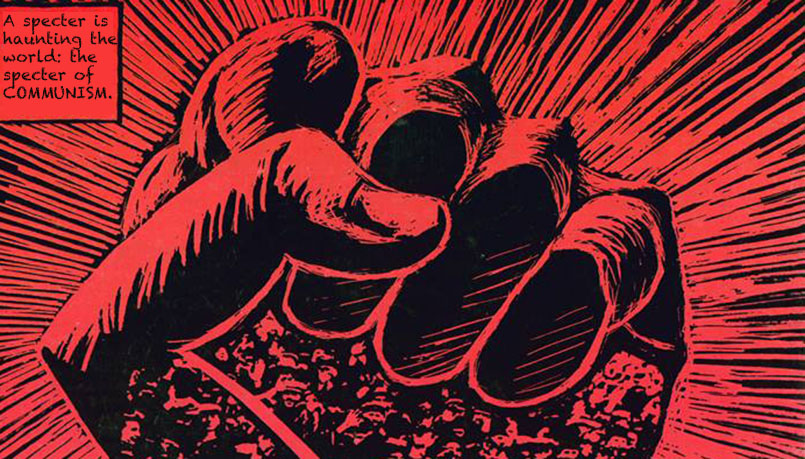 A specter is
haunting the
world: the
specter of
COMMUNISM.